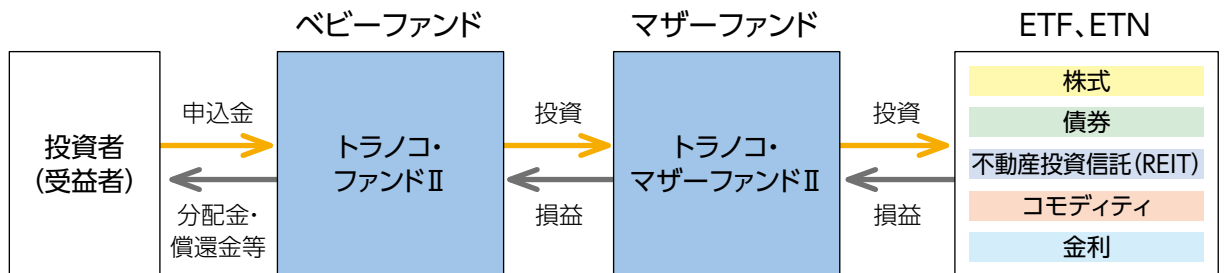 ベビーファンド
マザーファンド
ETF、ETN
投資者
(受益者)
申込金
分配金・
償還金等
トラノコ・
ファンドⅡ
投資
損益
トラノコ・
マザーファンドⅡ
投資
損益
株式
債券
不動産投資信託(REIT)
コモディティ
金利